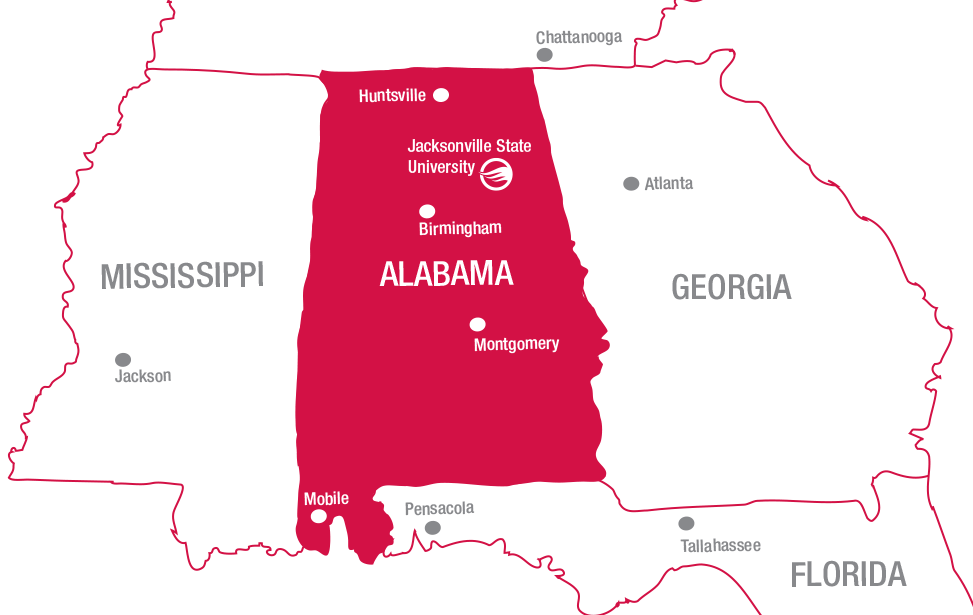 Chattanooga
Huntsville
Jacksonville State
University
Atlanta
Birmingham
MISSISSIPPI
ALABAMA
GEORGIA
Montgomery
Jackson
Mobile
Pensacola
Tallahassee
FLORIDA